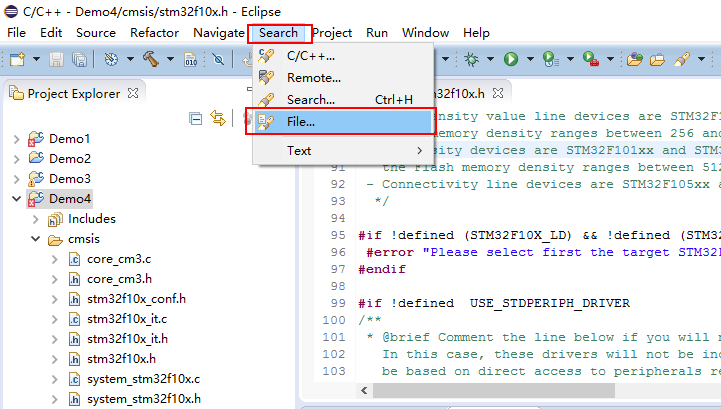 C/C++ - Demo4/cmsis/stm32f10x.h - Eclipse
File Edit Source Refactor Navigate Search Project Run Window Help
C/C++...
Remote...
Search... Ctrl+H
File...
Text
Project Explorer
Demo1
Demo2
Demo3
Demo4
Includes
cmsis
core_cm3.c
core_cm3.h
stm32f10x_conf.h
stm32f10x_it.c
stm32f10x_it.h
stm32f10x.h
system_stm32f10x.c
system_stm32f10x.h
m32f10x.h
ensity value line devices are STM32F1
memory density ranges between 256 and
sity devices are STM32F101xx and STM3
91 the Flash memory density ranges between 512
92 - Connectivity line devices are STM32F105xx a
93 */
94
95 #if !defined (STM32F10X_LD) && !defined (STM3
96 #error "Please select first the target STM32F
97 #endif
98
99 #if !defined USE_STDPERIPH_DRIVER
100 /**
101 * @brief Comment the line below if you will n
102 In this case, these drivers will not be inc
103 be based on direct access to peripherals re